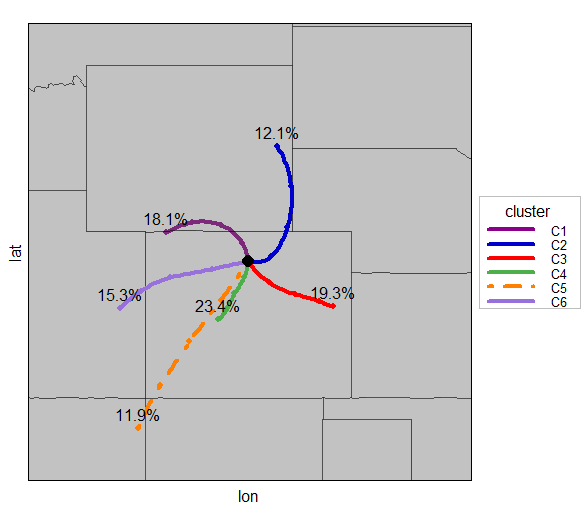 12.1%
18.1%
cluster
C1
C2
C3
C4
C5
C6
lat
15.3%
19.3%
23.4%
11.9%
lon